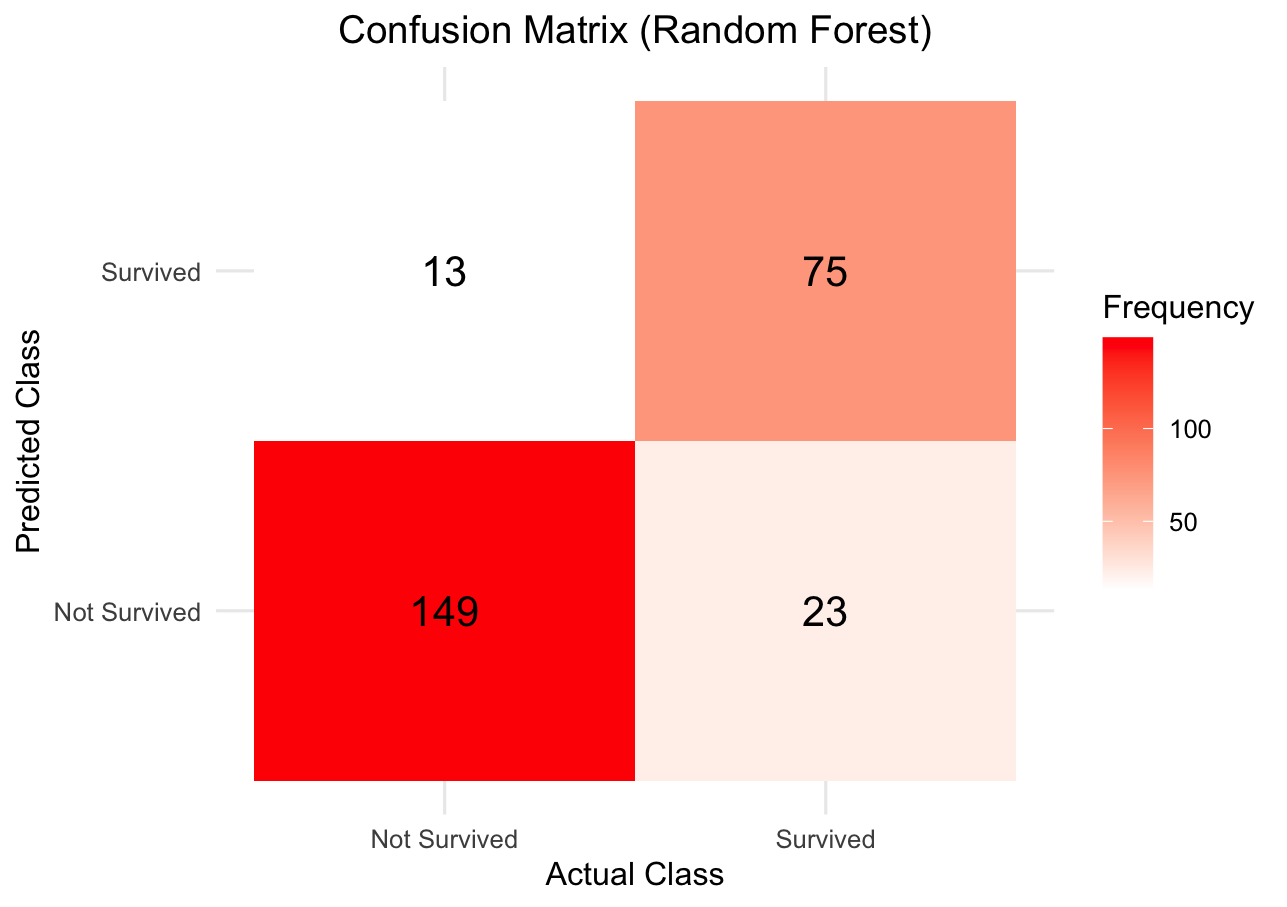 Confusion Matrix (Random Forest)
Predicted Class
Survived
Not Survived
13
75
149
23
Not Survived
Survived
Actual Class
Frequency
100
50